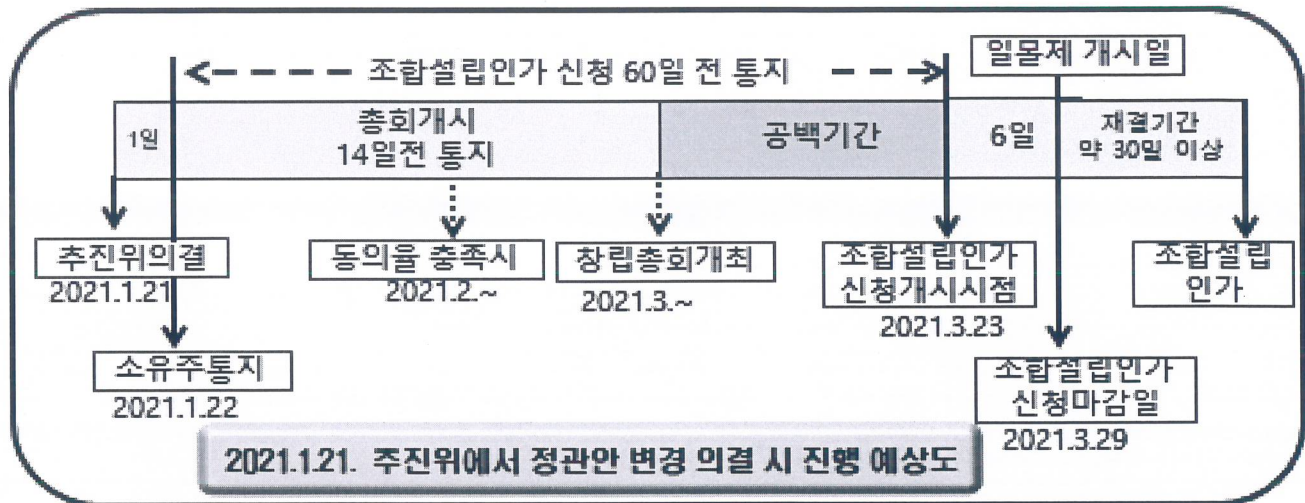 일몰제 개시일
조합설립인가 신청 60일 전 통지
1일
총회개시
14일전 통지
공백기간
6일
재결기간
약 30일 이상
추진위의결
2021.1.21
동의율 충족시
2021.2.~
창립총회개최
2021.3.~
조합설립인가
신청개시시점
2021.3.23
조합설립
인가
소유주통지
2021.1.22
조합설립인가
신청마감일
2021.3.29
2021.1.21. 추진위에서 정관안 변경 의결 시 진행 예상도